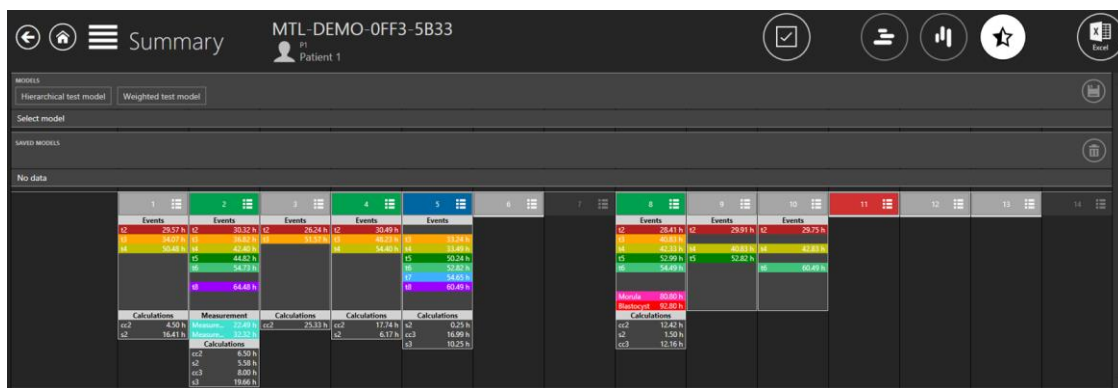 Summary
MTL-DEMO-0FF3-5B33
P1
Patient 1
Excel
MODELS
Hierarchical test model Weighted test model
Select model
SAVED MODELS
No data
1 2 3 4 5 6 7 8 9 10 11 12 13 14
Events Events Events Events Events Events Events Events
t2 29.57 h t2 30.32 h t2 26.24 h t2 30.49 h t2 28.41 h t2 29.91 h t2 29.75 h
t3 34.07 h t3 36.82 h t3 51.57 h t3 48.23 h t3 33.24 h t3 40.83 h
t4 50.48 h t4 42.40 h t4 54.40 h t4 33.49 h t4 42.33 h t4 40.83 h t4 42.83 h
t5 44.82 h t5 50.24 h t5 52.99 h t5 52.82 h
t6 54.73 h t6 52.82 h t6 54.49 h t6 60.49 h
t7 54.65 h
t8 64.48 h t8 60.49 h
Morula 80.80 h
Blastocyst 92.80 h
Calculations Measurement Calculations Calculations Calculations Calculations
cc2 4.50 h Measure... 22.49 h cc2 25.33 h cc2 17.74 h s2 0.25 h cc2 12.42 h
s2 16.41 h Measure... 32.32 h s2 6.17 h cc3 16.99 h s2 1.50 h
Calculations s3 10.25 h cc3 12.16 h
cc2 6.50 h
s2 5.58 h
cc3 8.00 h
s3 19.66 h